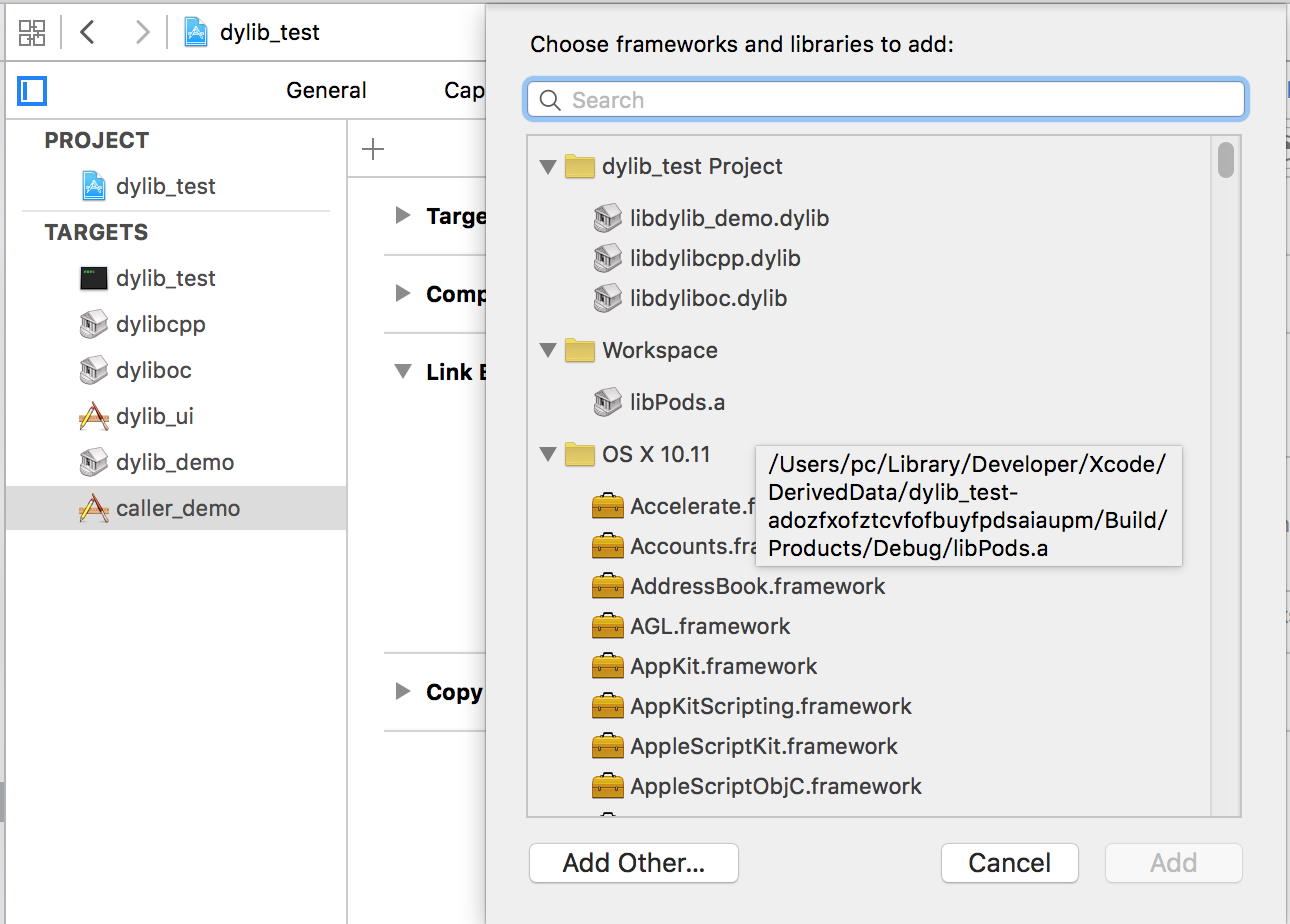 dylib_test
General
Cap
PROJECT
dylib_test
TARGETS
dylib_test
dylibcpp
dyliboc
dylib_ui
dylib_demo
caller_demo
Targe
Comp
Link B
Copy
Choose frameworks and libraries to add:
Search
dylib_test Project
libdylib_demo.dylib
libdylibcpp.dylib
libdyliboc.dylib
Workspace
libPods.a
OS X 10.11
Accelerate.f
Accounts.fra
/Users/pc/Library/Developer/Xcode/
DerivedData/dylib_test-
adozfxofztcvfofbuyfpdsaiaupm/Build/
Products/Debug/libPods.a
AddressBook.framework
AGL.framework
AppKit.framework
AppKitScripting.framework
AppleScriptKit.framework
AppleScriptObjC.framework
Add Other...
Cancel
Add